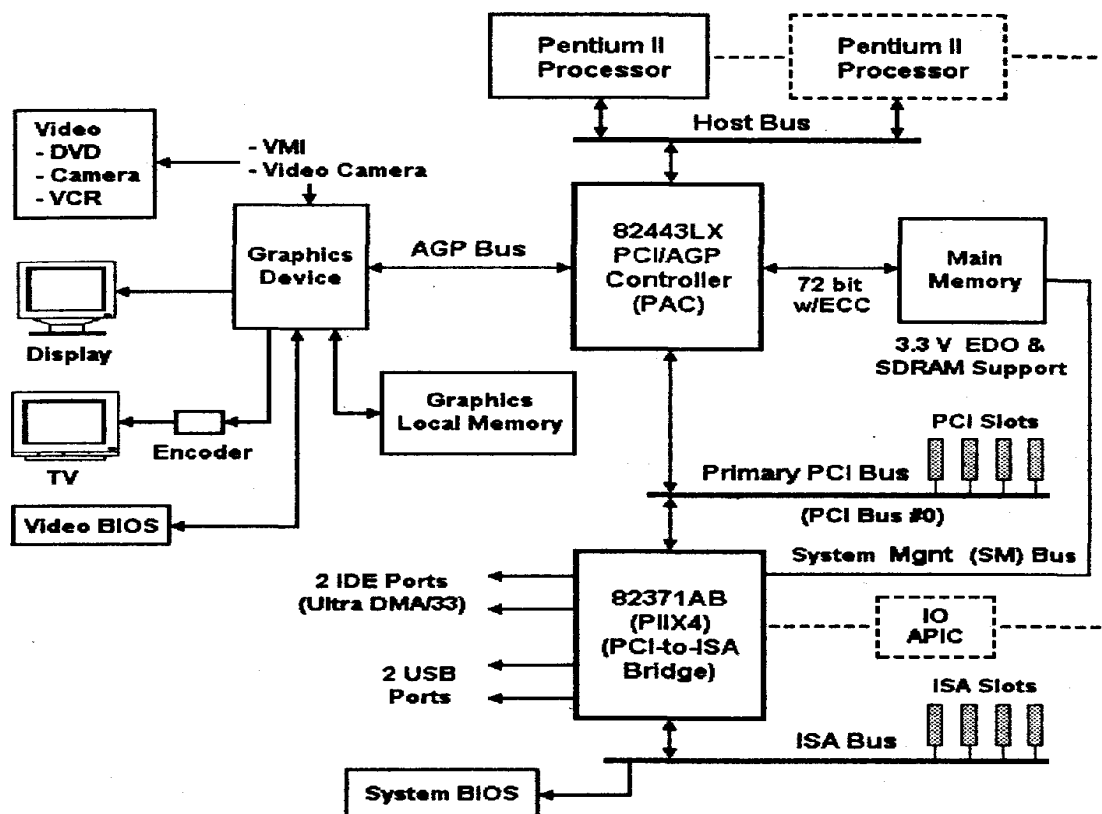 Pentium II
Processor
Pentium II
Processor
Host Bus
Video
- DVD
- Camera
- VCR
- VMI
- Video Camera
82443LX
PCI/AGP
Controller
(PAC)
Graphics
Device
AGP Bus
Main
Memory
72 bit
w/ECC
3.3 V EDO &
SDRAM Support
Display
Graphics
Local Memory
Encoder
TV
PCI Slots
Primary PCI Bus
(PCI Bus #0)
Video BIOS
System Mgnt (SM) Bus
2 IDE Ports
(Ultra DMA/33)
82371AB
(PIIX4)
(PCI-to-ISA
Bridge)
IO
APIC
2 USB
Ports
ISA Slots
ISA Bus
System BIOS